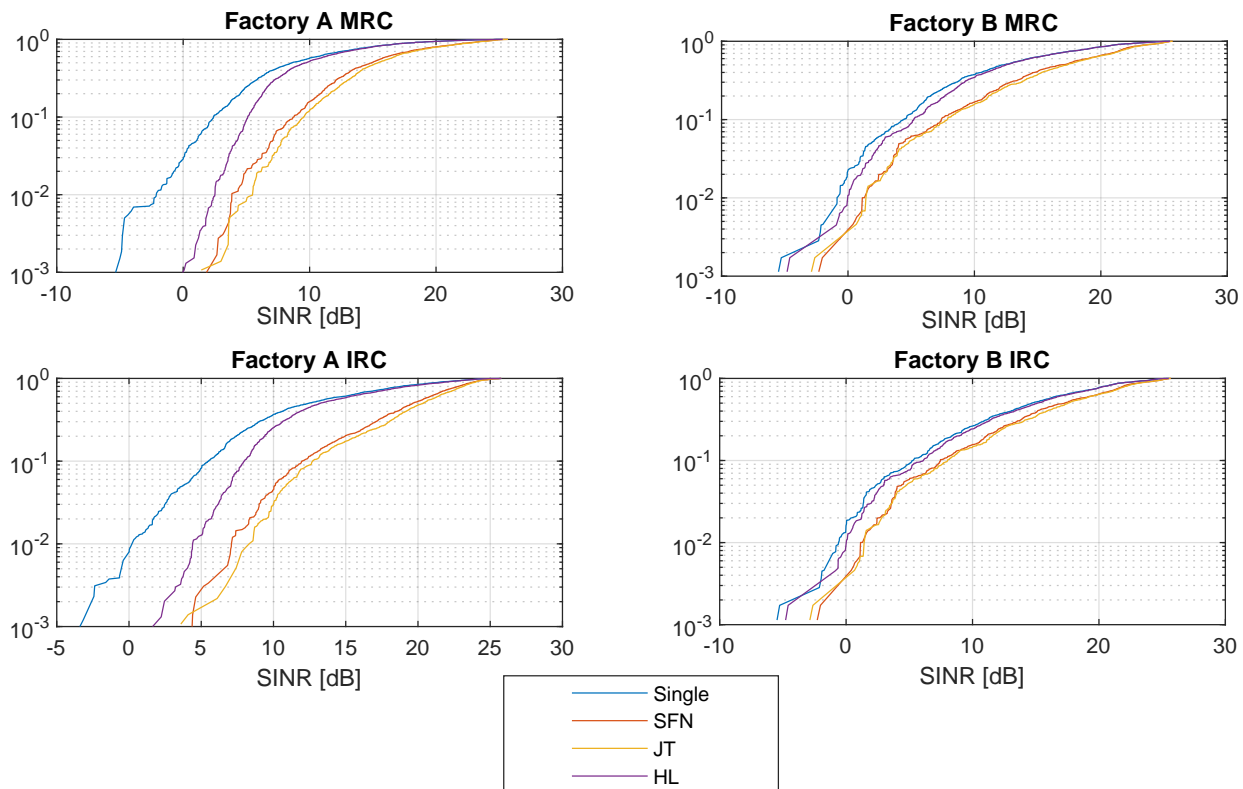 Factory A MRC
10^0
10^-1
10^-2
10^-3
-10 0 10 20 30
SINR [dB]
Factory B MRC
10^0
10^-1
10^-2
10^-3
-10 0 10 20 30
SINR [dB]
Factory A IRC
10^0
10^-1
10^-2
10^-3
-5 0 5 10 15 20 25 30
SINR [dB]
Factory B IRC
10^0
10^-1
10^-2
10^-3
-10 0 10 20 30
SINR [dB]
Single
SFN
JT
HL